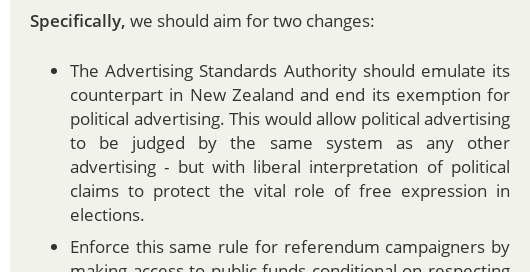 Specifically, we should aim for two changes:
The Advertising Standards Authority should emulate its
counterpart in New Zealand and end its exemption for
political advertising. This would allow political advertising
to be judged by the same system as any other
advertising - but with liberal interpretation of political
claims to protect the vital role of free expression in
elections.
Enforce this same rule for referendum campaigners by
making access to public funds conditional on respecting